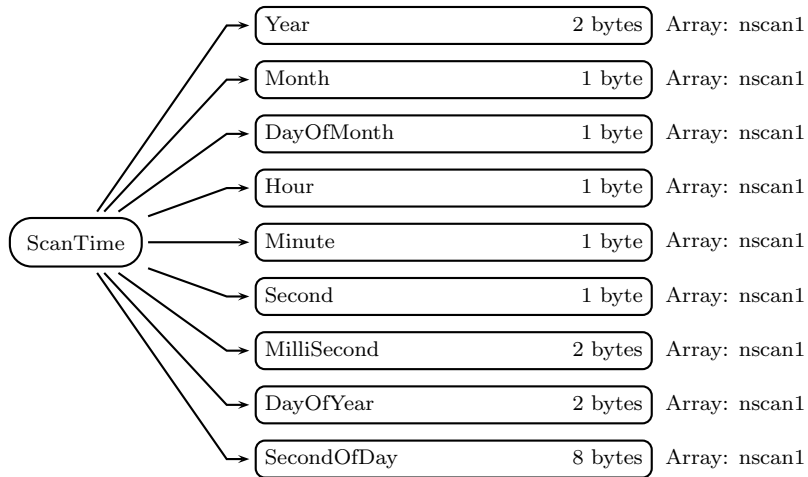 Year 2 bytes Array: nscan1
Month 1 byte Array: nscan1
DayOfMonth 1 byte Array: nscan1
Hour 1 byte Array: nscan1
ScanTime Minute 1 byte Array: nscan1
Second 1 byte Array: nscan1
MilliSecond 2 bytes Array: nscan1
DayOfYear 2 bytes Array: nscan1
SecondOfDay 8 bytes Array: nscan1